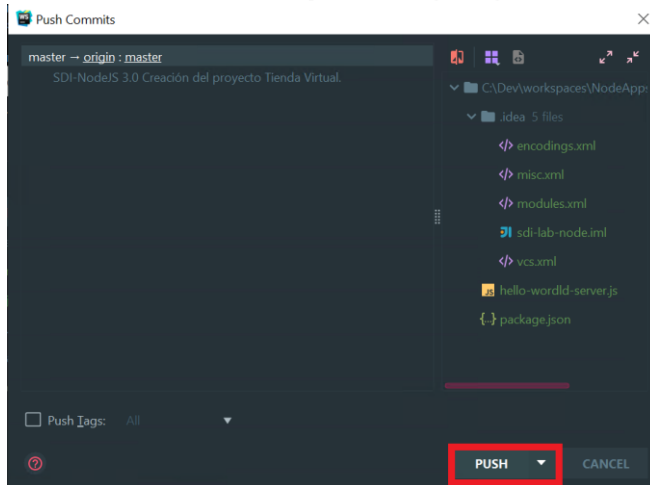 Push Commits
master → origin : master
SDI-NodeJS 3.0 Creación del proyecto Tienda Virtual.
C:\Dev\workspaces\NodeApp
.idea 5 files
encodings.xml
misc.xml
modules.xml
sdi-lab-node.iml
vcs.xml
hello-wordld-server.js
package.json
Push Tags: All
PUSH
CANCEL